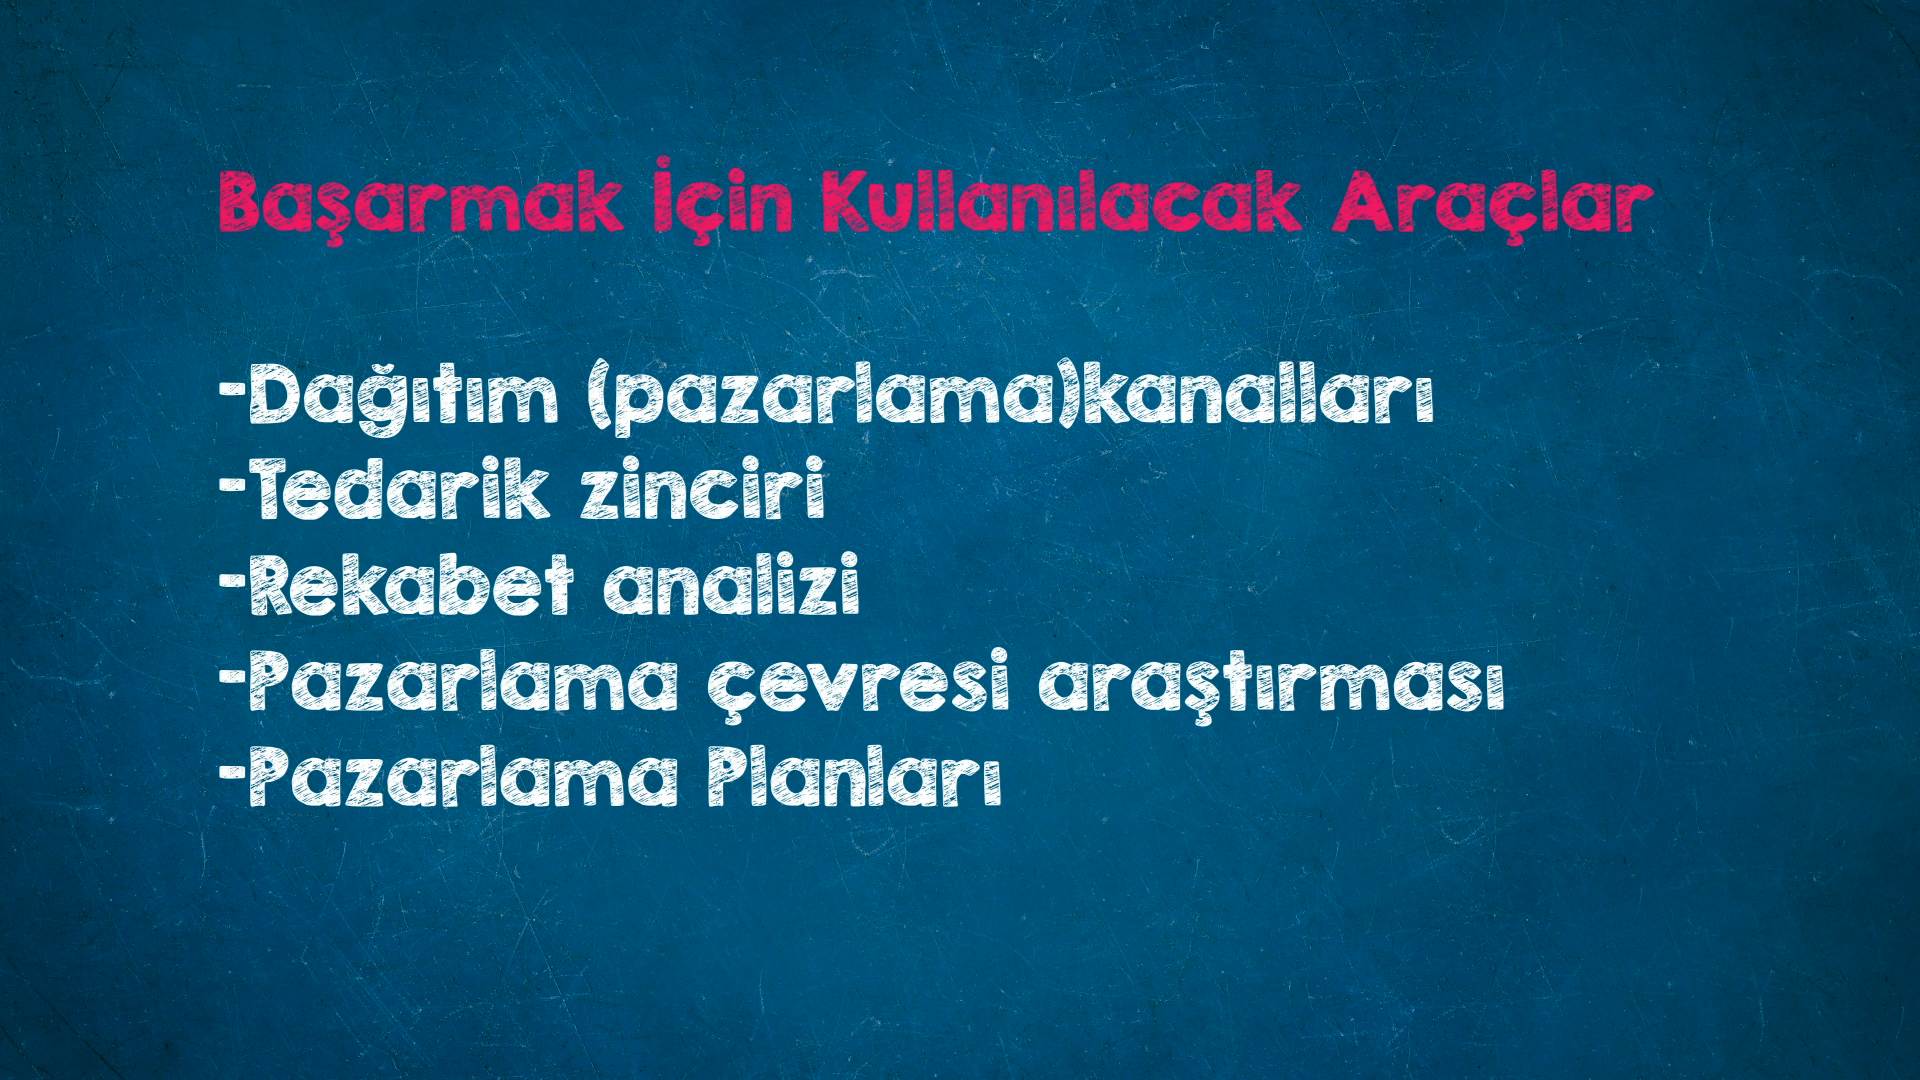 Başarmak İçin Kullanılacak Araçlar
-Dağıtım (pazarlama)kanalları
-Tedarik zinciri
-Rekabet analizi
-Pazarlama çevresi araştırması
-Pazarlama Planları